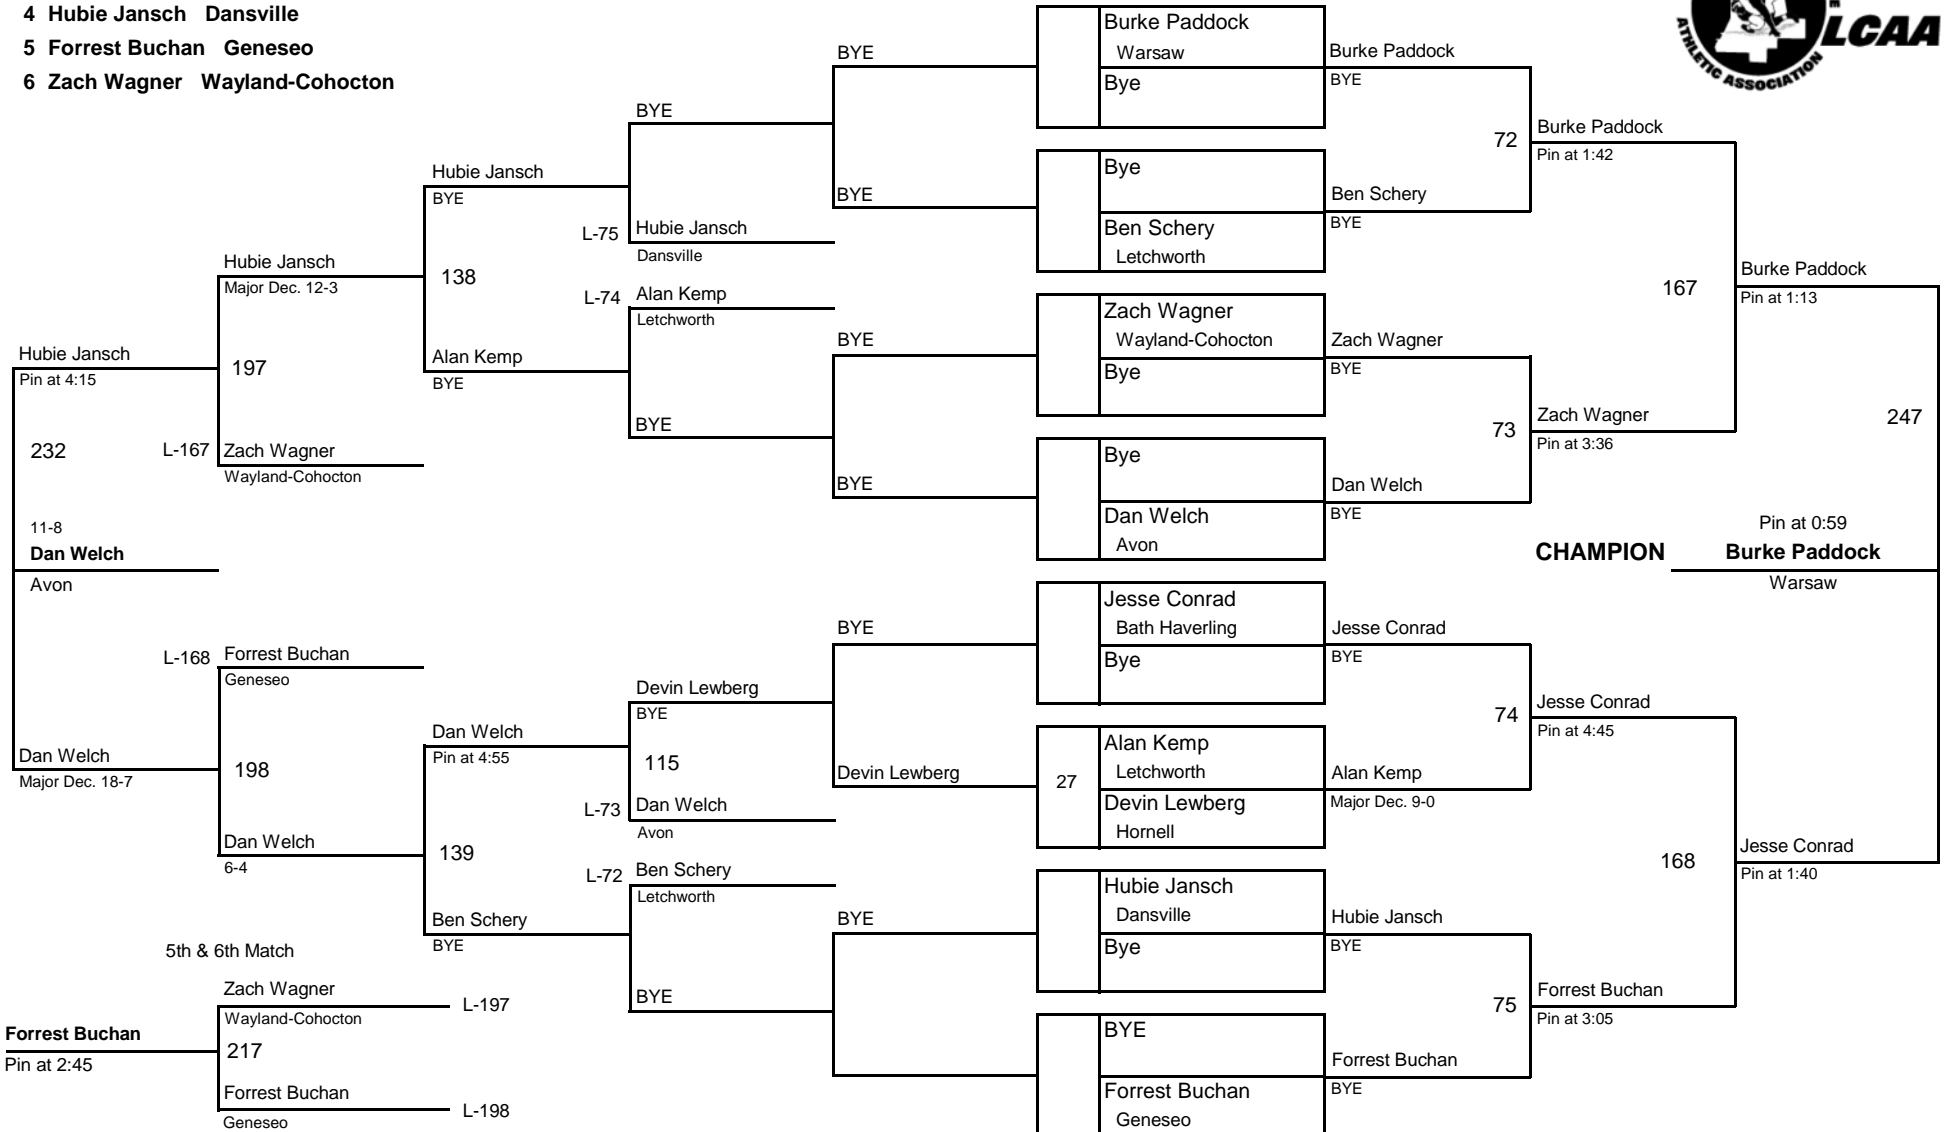 4 Hubie Jansch Dansville
5 Forrest Buchan Geneseo
6 Zach Wagner Wayland-Cohocton
ATHLETIC ASSOCIATION
LCAA
BYE
BYE
Hubie Jansch
BYE
L-75
Hubie Jansch
Dansville
BYE
Hubie Jansch
Major Dec. 12-3
138
L-74
Alan Kemp
Letchworth
Alan Kemp
BYE
BYE
BYE
BYE
Hubie Jansch
Pin at 4:15
197
232
L-167
Zach Wagner
Wayland-Cohocton
11-8
Dan Welch
Avon
L-168
Forrest Buchan
Geneseo
Dan Welch
Major Dec. 18-7
198
Dan Welch
6-4
Dan Welch
Pin at 4:55
139
Ben Schery
BYE
Devin Lewberg
BYE
115
L-73
Dan Welch
Avon
L-72
Ben Schery
Letchworth
BYE
BYE
Devin Lewberg
BYE
5th & 6th Match
Zach Wagner
L-197
Wayland-Cohocton
Forrest Buchan
Pin at 2:45
217
Forrest Buchan
L-198
Geneseo
Burke Paddock
Warsaw
Bye
Bye
Ben Schery
Letchworth
Zach Wagner
Wayland-Cohocton
Bye
Bye
Dan Welch
Avon
Jesse Conrad
Bath Haverling
Bye
27
Alan Kemp
Letchworth
Devin Lewberg
Hornell
Hubie Jansch
Dansville
Bye
BYE
Forrest Buchan
Geneseo
Burke Paddock
BYE
72
Ben Schery
BYE
Zach Wagner
BYE
73
Dan Welch
BYE
Jesse Conrad
BYE
74
Alan Kemp
Major Dec. 9-0
Hubie Jansch
BYE
75
Forrest Buchan
BYE
Burke Paddock
Pin at 1:42
167
Zach Wagner
Pin at 3:36
Jesse Conrad
Pin at 4:45
168
Forrest Buchan
Pin at 3:05
Burke Paddock
Pin at 1:13
247
Pin at 0:59
CHAMPION Burke Paddock
Warsaw
Jesse Conrad
Pin at 1:40